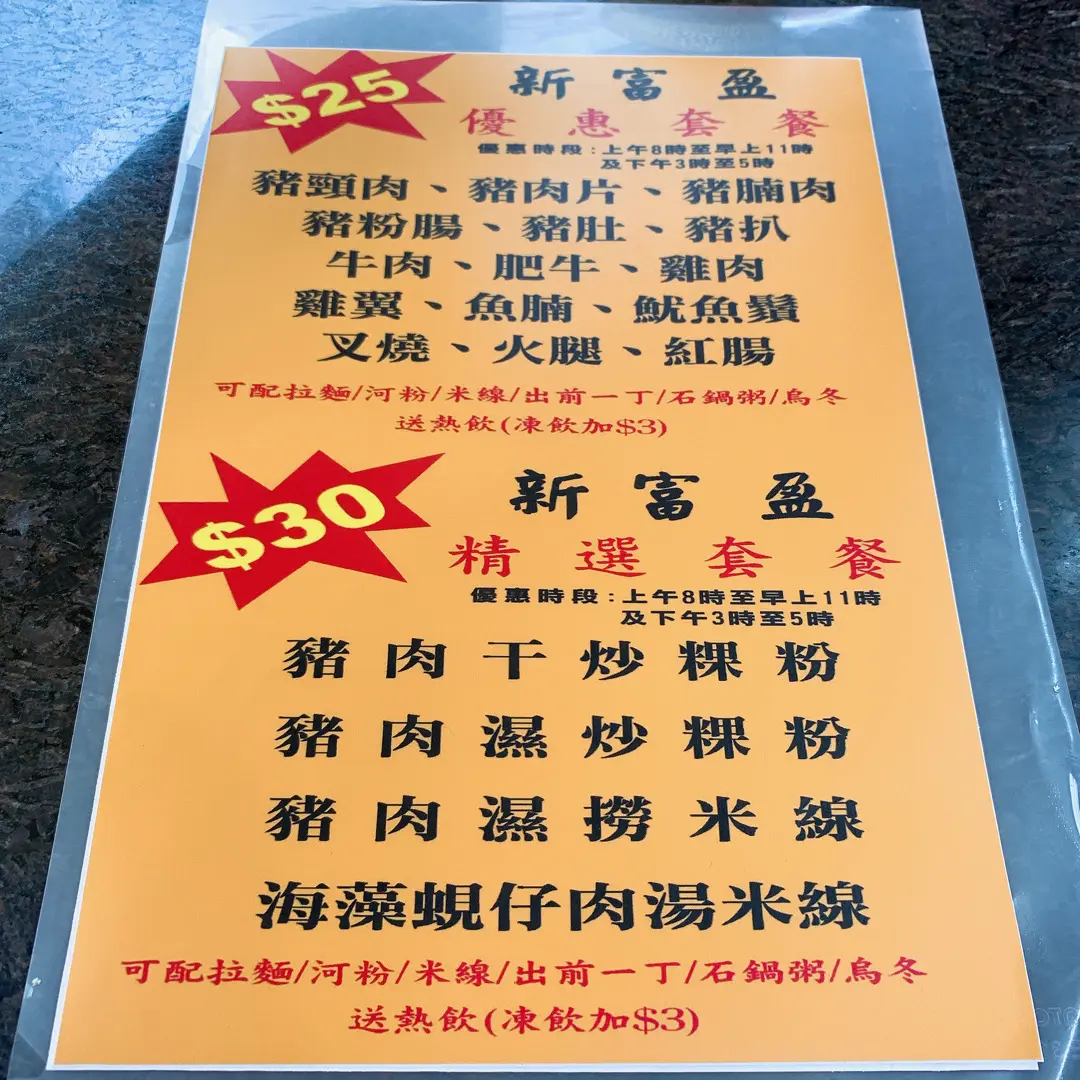 $25
新富盈
優惠套餐
優惠時段:上午8時至早上11時
及下午3時至5時
豬頸肉、豬肉片、豬腩肉
豬粉腸、豬肚、豬扒
牛肉、肥牛、雞肉
雞翼、魚腩、魷魚鬚
叉燒、火腿、紅腸
可配拉麵/河粉/米線/出前一丁/石鍋粥/烏冬
送熱飲(凍飲加$3)
$30
新富盈
精選套餐
優惠時段:上午8時至早上11時
及下午3時至5時
豬肉干炒粿粉
豬肉濕炒粿粉
豬肉濕撈米線
海藻蜆仔肉湯米線
可配拉麵/河粉/米線/出前一丁/石鍋粥/烏冬
送熱飲(凍飲加$3)